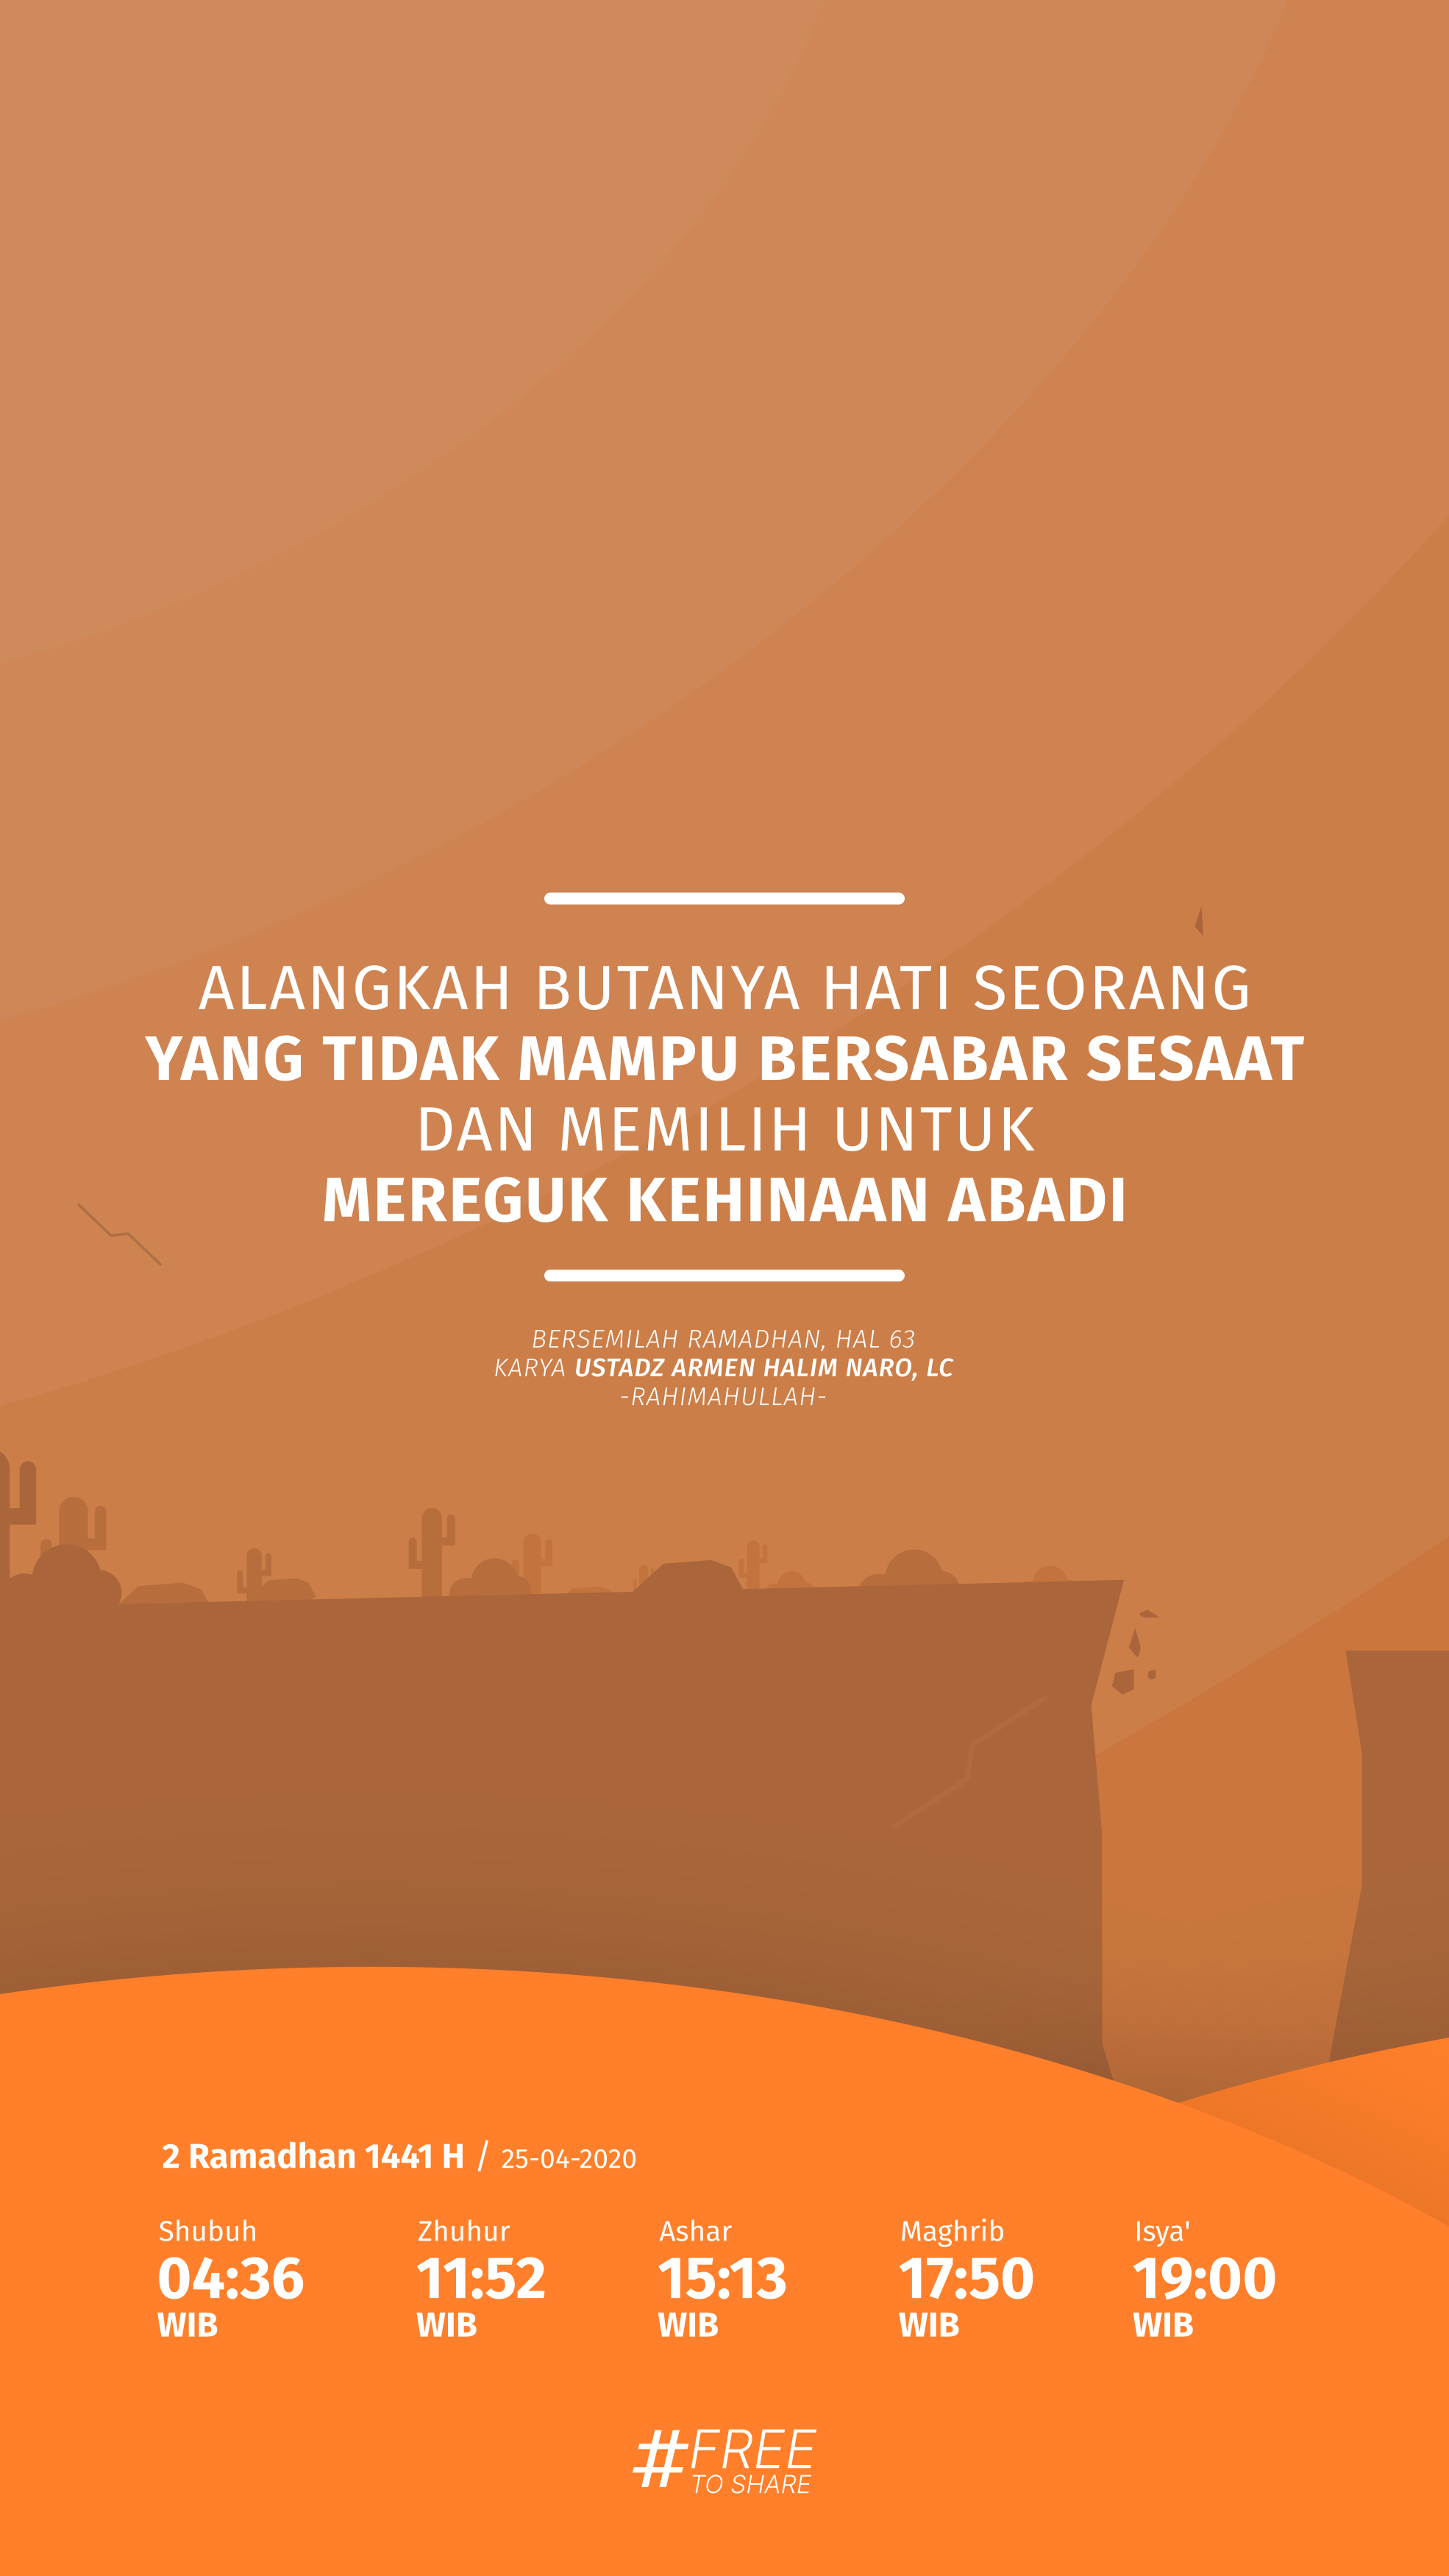 ALANGKAH BUTANYA HATI SEORANG
YANG TIDAK MAMPU BERSABAR SESAAT
DAN MEMILIH UNTUK
MEREGUK KEHINAAN ABADI
BERSEMILAH RAMADHAN, HAL 63
KARYA USTADZ ARMEN HALIM NARO, LC
-RAHIMAHULLAH-
2 Ramadhan 1441 H / 25-04-2020
Shubuh Zhuhur Ashar Maghrib Isya'
04:36 11:52 15:13 17:50 19:00
WIB WIB WIB WIB WIB
#FREE
TO SHARE